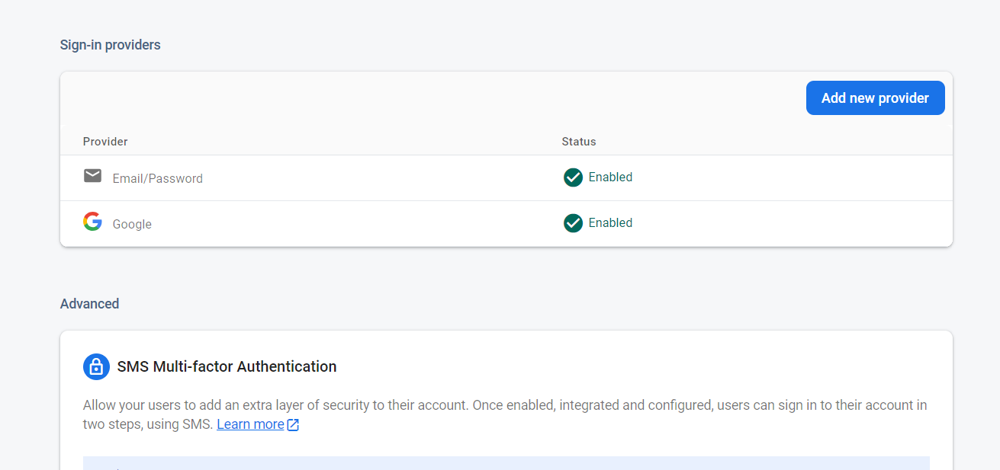 Sign-in providers
Add new provider
Provider Status
Email/Password Enabled
Google Enabled
Advanced
SMS Multi-factor Authentication
Allow your users to add an extra layer of security to their account. Once enabled, integrated and configured, users can sign in to their account in
two steps, using SMS. Learn more